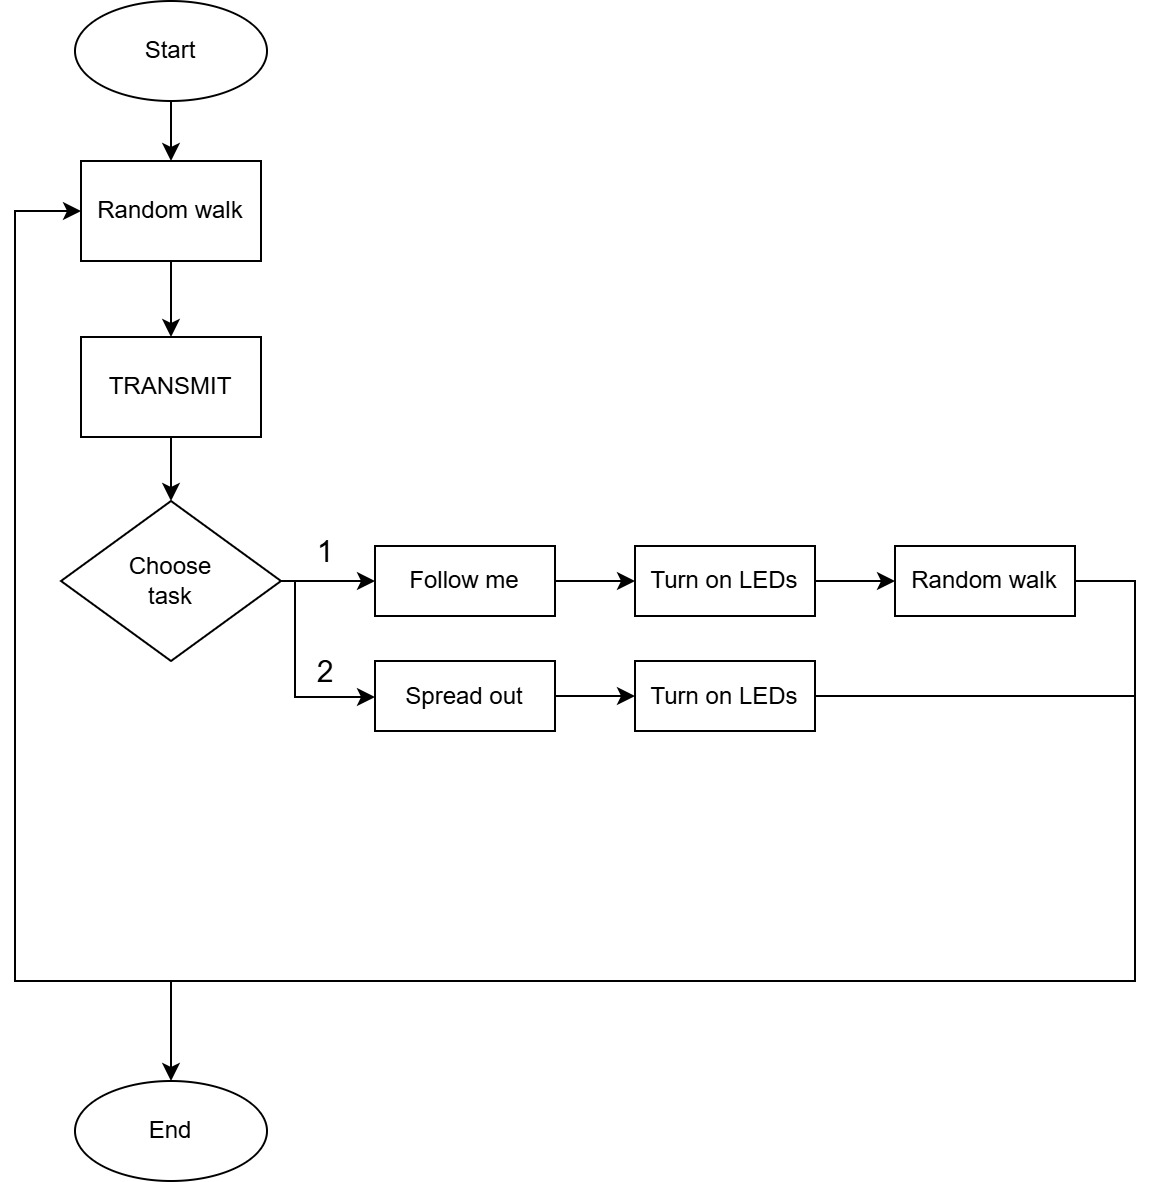 Start
Random walk
TRANSMIT
Choose
task
1
Follow me
Turn on LEDs
Random walk
2
Spread out
Turn on LEDs
End